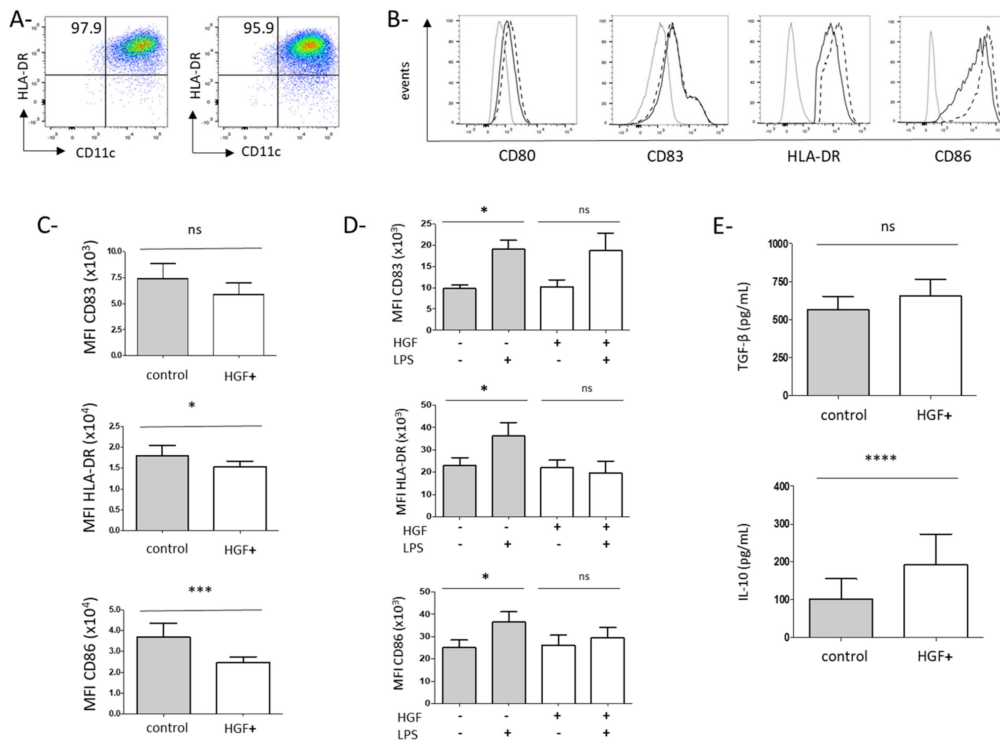 A-
97.9
HLA-DR
CD11c
95.9
HLA-DR
CD11c
B-
events
CD80
CD83
HLA-DR
CD86
C-
ns
MFI CD83 (x10³)
10.0
7.5
5.0
2.5
0.0
control
HGF+
*
MFI HLA-DR (x10⁴)
2.5
2.0
1.5
1.0
0.5
0.0
control
HGF+
***
MFI CD86 (x10⁴)
5.0
4.0
3.0
2.0
1.0
0.0
control
HGF+
D-
* ns
MFI CD83 (x10³)
25
20
15
10
5
0
HGF - - + +
LPS - + - +
* ns
MFI HLA-DR (x10³)
50
40
30
20
10
0
HGF - - + +
LPS - + - +
* ns
MFI CD86 (x10³)
50
40
30
20
10
0
HGF - - + +
LPS - + - +
E-
ns
TGF-β (pg/mL)
1000
750
500
250
0
control
HGF+
****
IL-10 (pg/mL)
400
300
200
100
0
control
HGF+